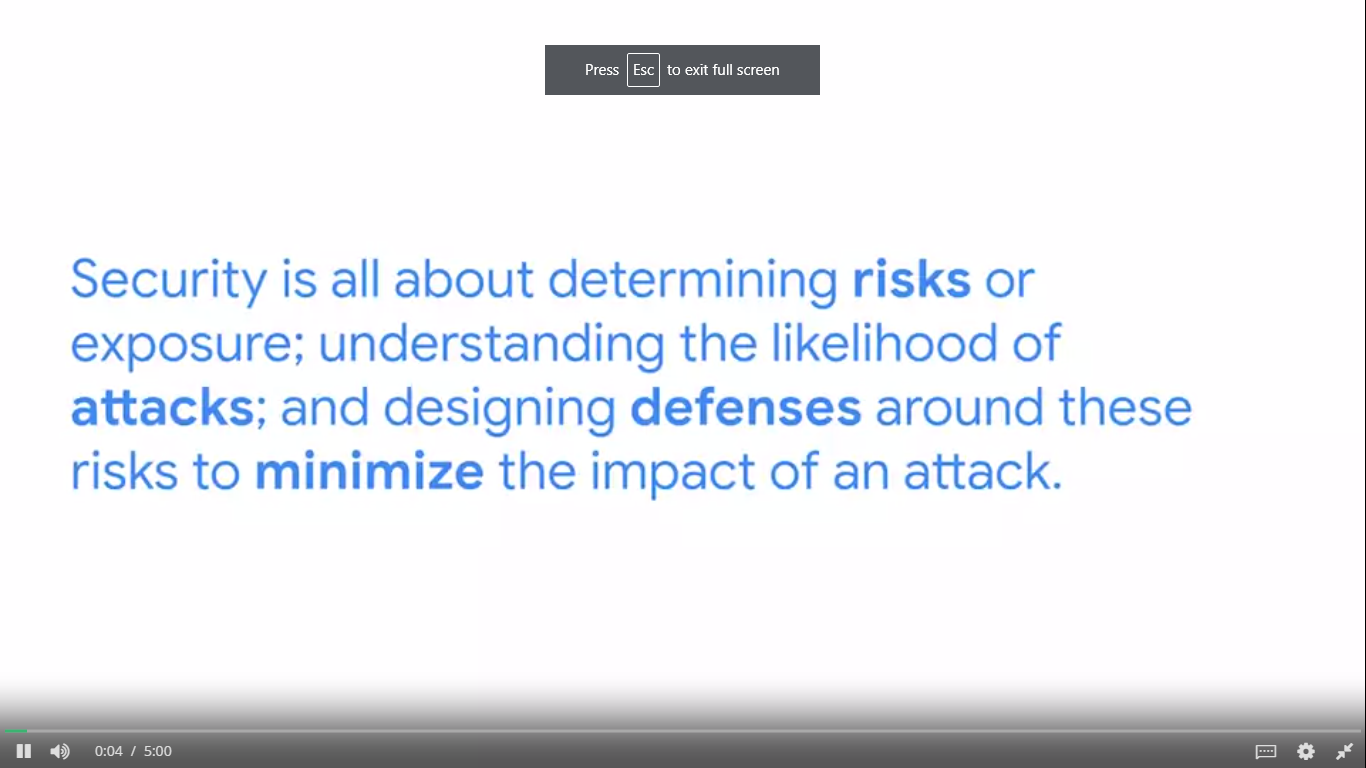 Press Esc to exit full screen
Security is all about determining risks or
exposure; understanding the likelihood of
attacks; and designing defenses around these
risks to minimize the impact of an attack.
0:04 / 5:00